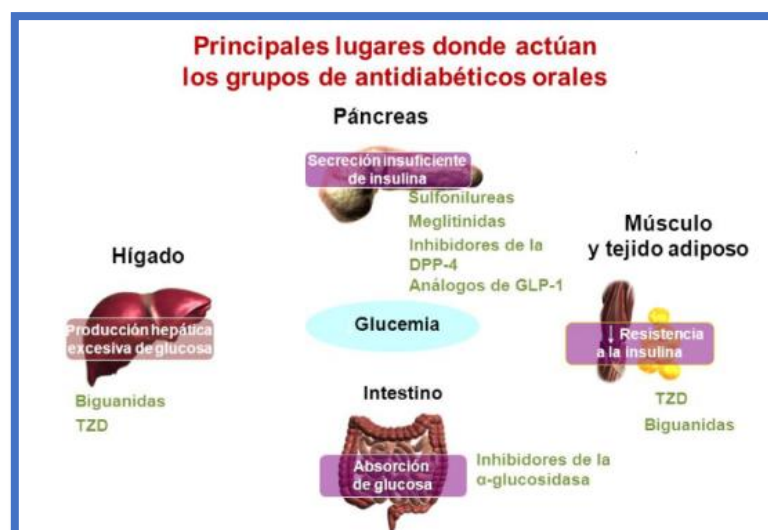 Principales lugares donde actúan
los grupos de antidiabéticos orales
Páncreas
Secreción insuficiente
de insulina
Sulfonilureas
Meglitinidas
Inhibidores de la
DPP-4
Análogos de GLP-1
Músculo
y tejido adiposo
↓ Resistencia
a la insulina
TZD
Biguanidas
Hígado
Producción hepática
excesiva de glucosa
Biguanidas
TZD
Glucemia
Intestino
Absorción
de glucosa
Inhibidores de la
α-glucosidasa